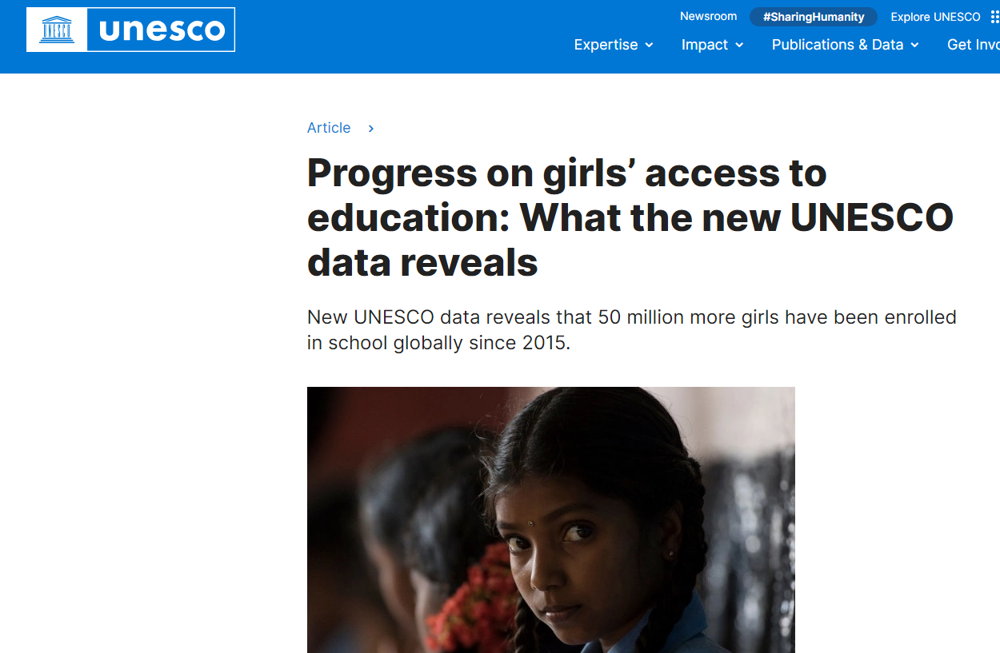 UNESCO
unesco
Newsroom #SharingHumanity Explore UNESCO
Expertise Impact Publications & Data Get
Article
Progress on girls’ access to
education: What the new UNESCO
data reveals
New UNESCO data reveals that 50 million more girls have been enrolled
in school globally since 2015.